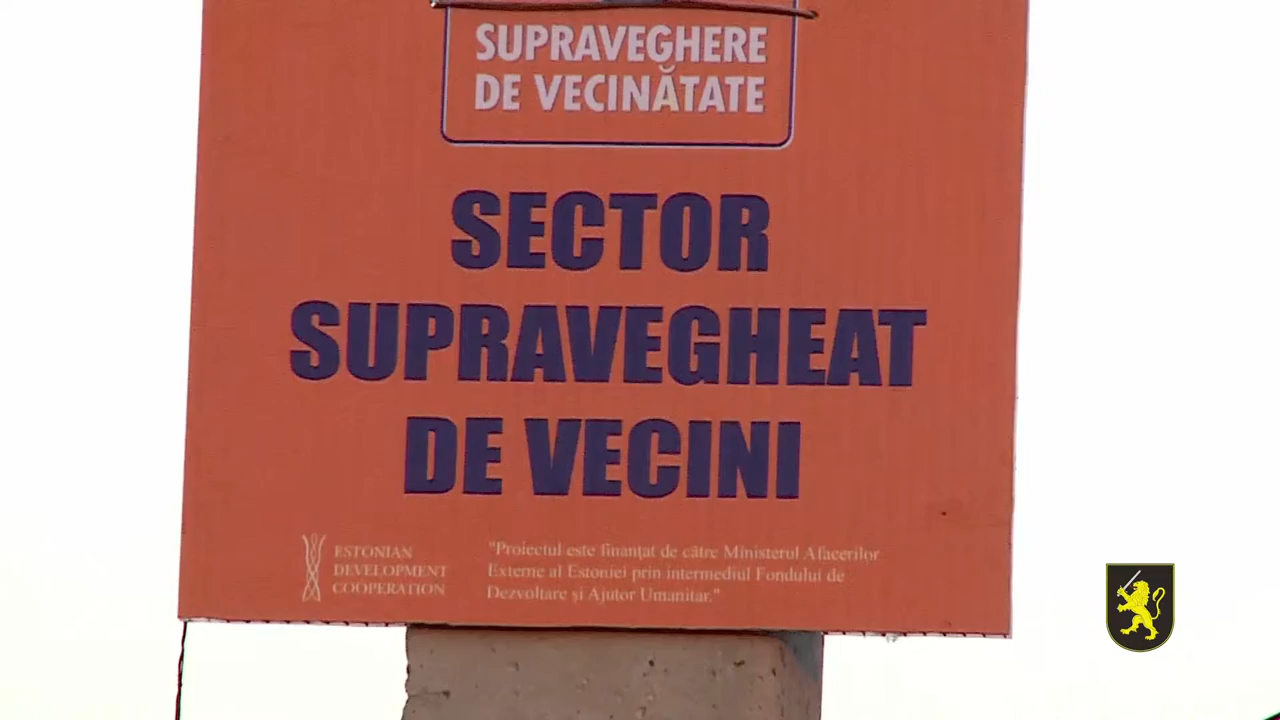 SUPRAVEGHERE
DE VECINĂTATE
SECTOR
SUPRAVEGHEAT
DE VECINI
ESTONIAN
DEVELOPMENT
COOPERATION
"Proiectul este finanțat de către Ministerul Afacerilor
Externe al Estoniei prin intermediul Fondului de
Dezvoltare și Ajutor Umanitar."